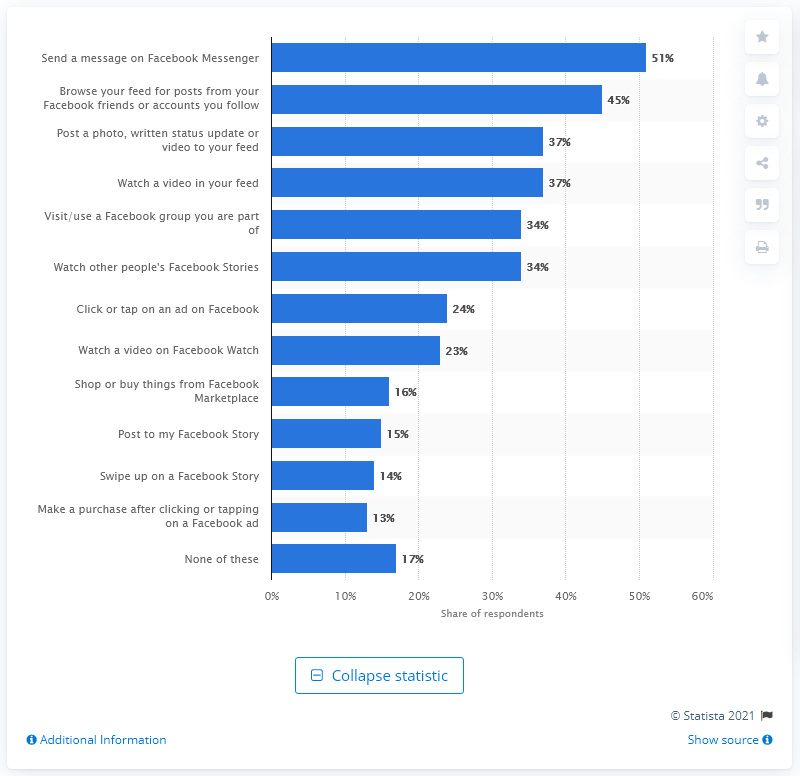 Send a message on Facebook Messenger
51%
Browse your feed for posts from your
Facebook friends or accounts you follow
45%
Post a photo, written status update or
video to your feed
37%
Watch a video in your feed
37%
Visit/use a Facebook group you are part
of
34%
Watch other people's Facebook Stories
34%
Click or tap on an ad on Facebook
24%
Watch a video on Facebook Watch
23%
Shop or buy things from Facebook
Marketplace
16%
Post to my Facebook Story
15%
Swipe up on a Facebook Story
14%
Make a purchase after clicking or tapping
on a Facebook ad
13%
None of these
17%
0% 10% 20% 30% 40% 50% 60%
Share of respondents
Collapse statistic
© Statista 2021
Additional Information
Show source